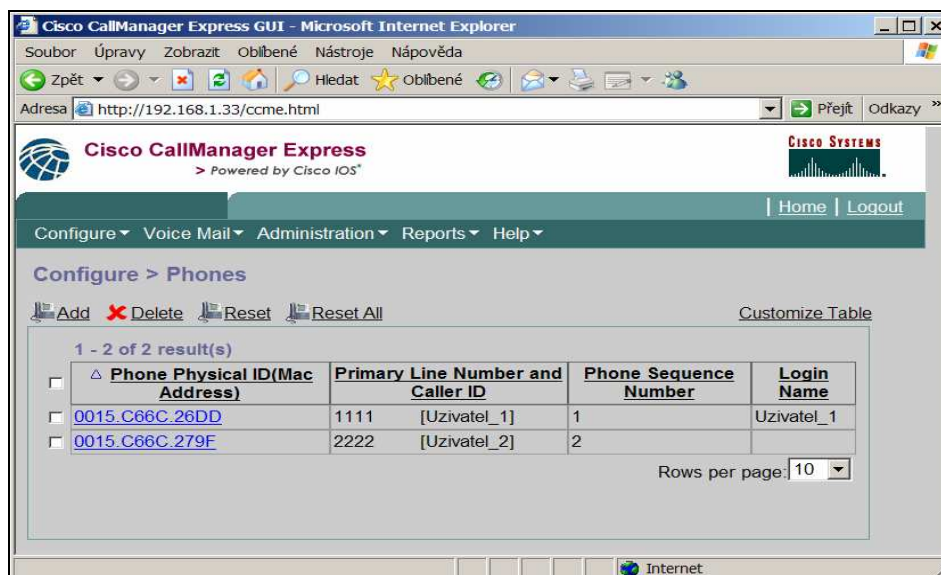 Cisco CallManager Express GUI - Microsoft Internet Explorer
Soubor Úpravy Zobrazit Oblíbené Nástroje Nápověda
Zpět Hledat Oblíbené
Adresa http://192.168.1.33/ccme.html Přejít Odkazy »
Cisco CallManager Express
> Powered by Cisco IOS®
CISCO SYSTEMS
| Home | Logout
Configure Voice Mail Administration Reports Help
Configure > Phones
Add Delete Reset Reset All Customize Table
1 - 2 of 2 result(s)
Phone Physical ID(Mac Address) Primary Line Number and Caller ID Phone Sequence Number Login Name
0015.C66C.26DD 1111 [Uzivatel_1] 1 Uzivatel_1
0015.C66C.279F 2222 [Uzivatel_2] 2
Rows per page: 10
Internet